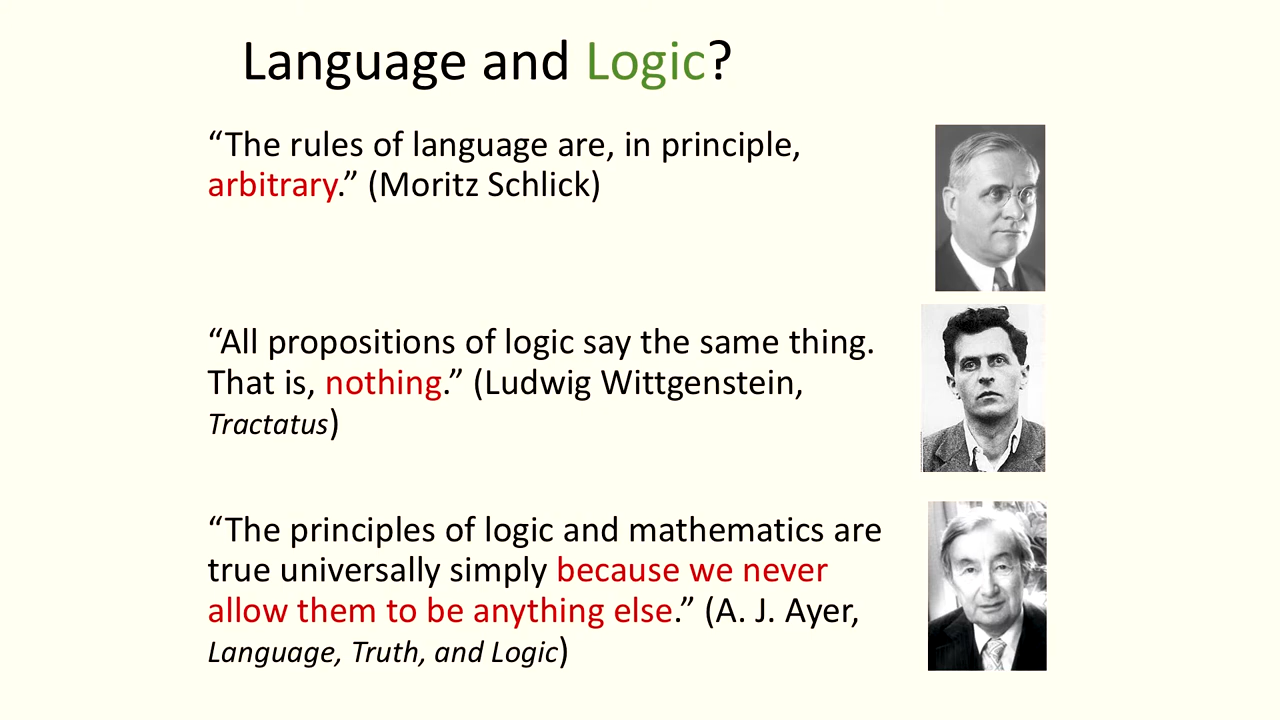 Language and Logic?
“The rules of language are, in principle,
arbitrary.” (Moritz Schlick)
“All propositions of logic say the same thing.
That is, nothing.” (Ludwig Wittgenstein,
Tractatus)
“The principles of logic and mathematics are
true universally simply because we never
allow them to be anything else.” (A. J. Ayer,
Language, Truth, and Logic)